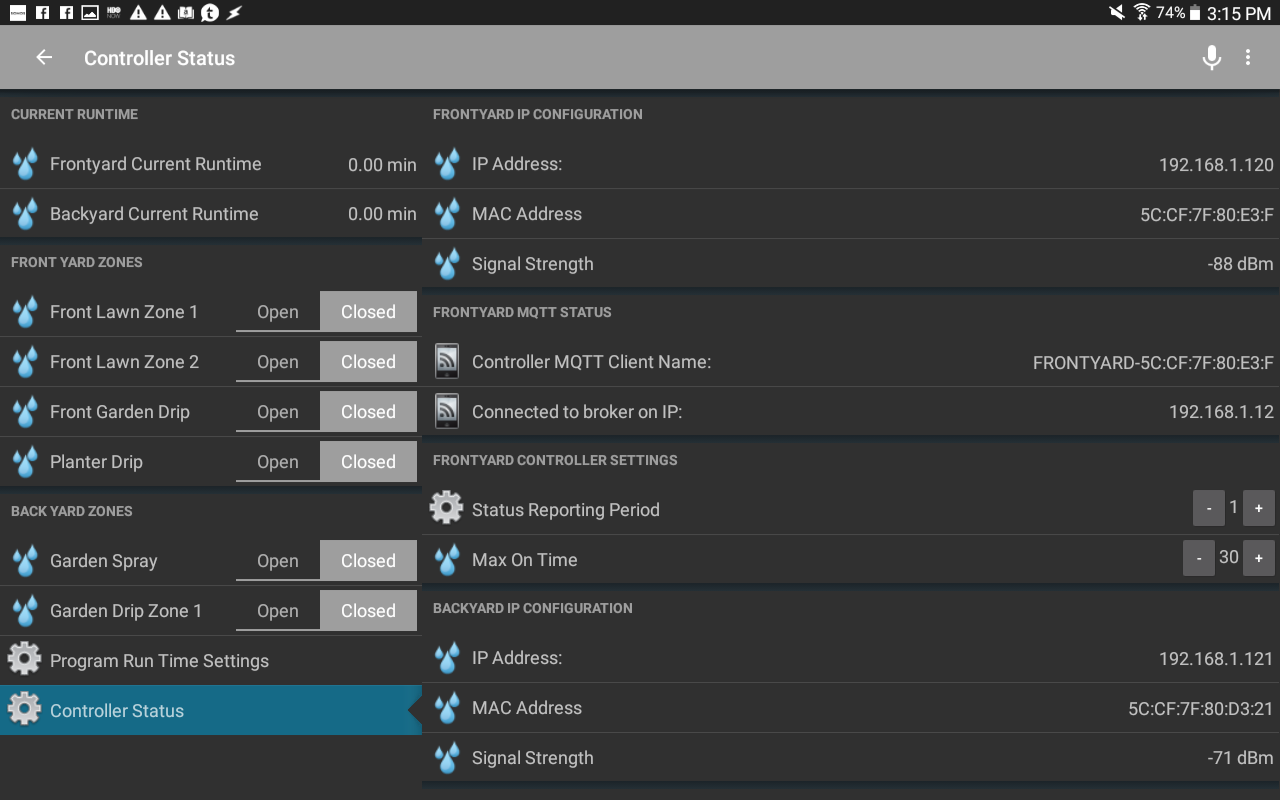 HBO
NOW
74%
3:15 PM
Controller Status
CURRENT RUNTIME
Frontyard Current Runtime 0.00 min
Backyard Current Runtime 0.00 min
FRONT YARD ZONES
Front Lawn Zone 1 Open Closed
Front Lawn Zone 2 Open Closed
Front Garden Drip Open Closed
Planter Drip Open Closed
BACK YARD ZONES
Garden Spray Open Closed
Garden Drip Zone 1 Open Closed
Program Run Time Settings
Controller Status
FRONTYARD IP CONFIGURATION
IP Address: 192.168.1.120
MAC Address 5C:CF:7F:80:E3:F
Signal Strength -88 dBm
FRONTYARD MQTT STATUS
Controller MQTT Client Name: FRONTYARD-5C:CF:7F:80:E3:F
Connected to broker on IP: 192.168.1.12
FRONTYARD CONTROLLER SETTINGS
Status Reporting Period - 1 +
Max On Time - 30 +
BACKYARD IP CONFIGURATION
IP Address: 192.168.1.121
MAC Address 5C:CF:7F:80:D3:21
Signal Strength -71 dBm